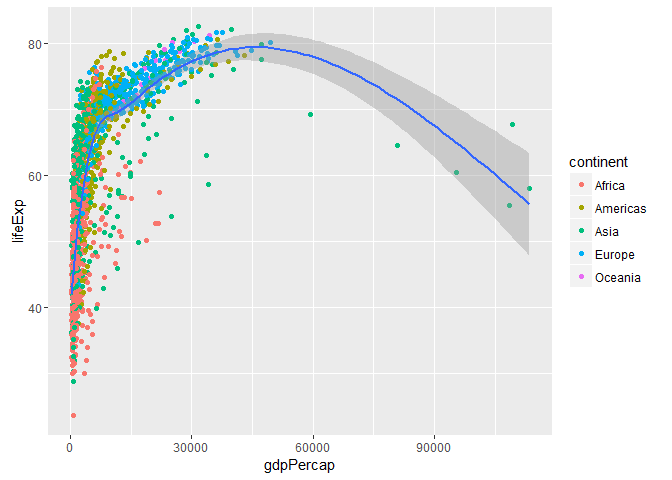 80
60
40
lifeExp
0
30000
60000
90000
gdpPercap
continent
Africa
Americas
Asia
Europe
Oceania